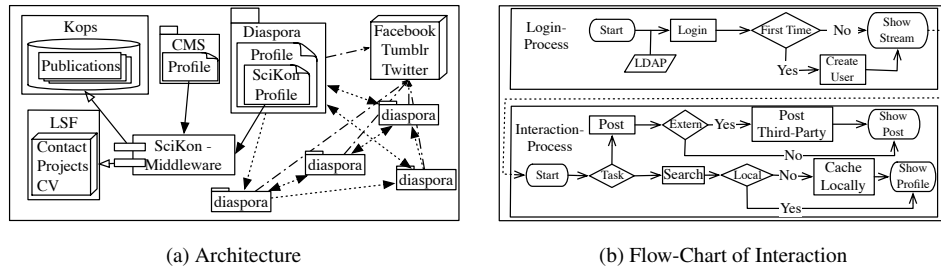 Kops
Publications
LSF
Contact
Projects
CV
CMS
Profile
SciKon -
Middleware
Diaspora
Profile
SciKon
Profile
Facebook
Tumblr
Twitter
diaspora
diaspora
diaspora
diaspora
(a) Architecture
Login-
Process
Start
LDAP
Login
First Time
No
Yes
Create
User
Show
Stream
Interaction-
Process
Start
Task
Post
Extern
Yes
No
Post
Third-Party
Show
Post
Search
Local
No
Yes
Cache
Locally
Show
Profile
(b) Flow-Chart of Interaction